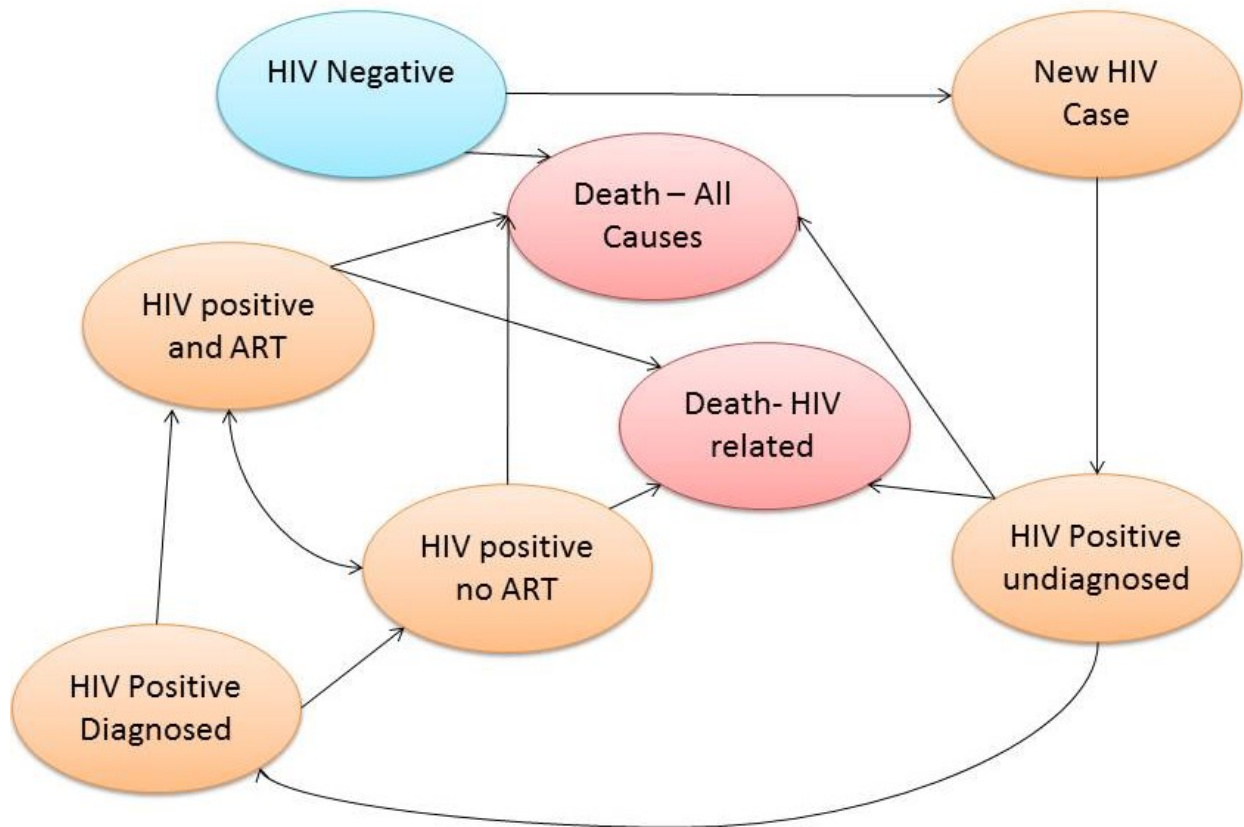 HIV Negative
New HIV
Case
Death – All
Causes
HIV positive
and ART
Death- HIV
related
HIV positive
no ART
HIV Positive
undiagnosed
HIV Positive
Diagnosed